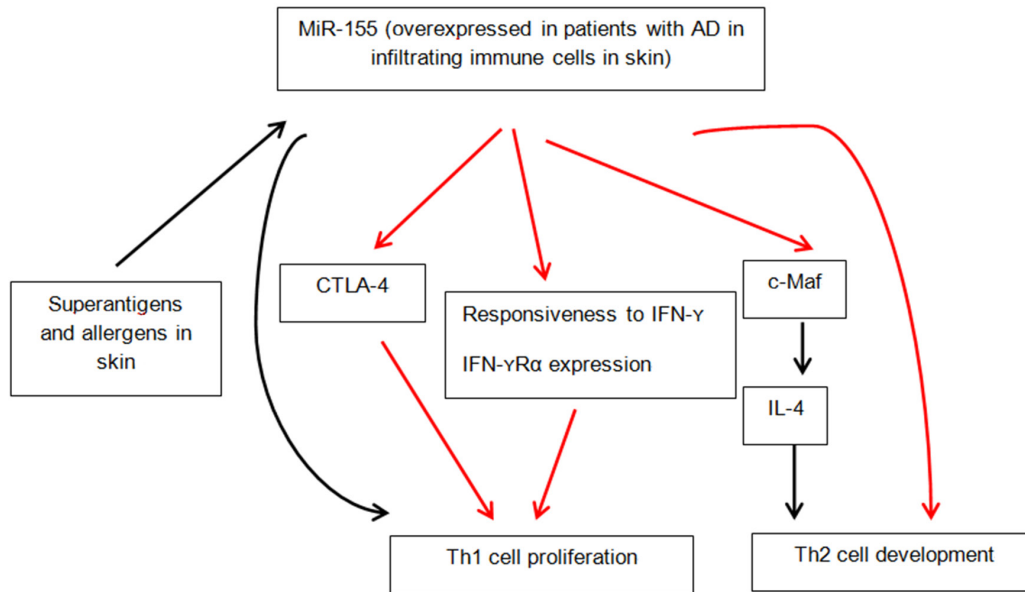 MiR-155 (overexpressed in patients with AD in
infiltrating immune cells in skin)
Superantigens
and allergens in
skin
CTLA-4
Responsiveness to IFN-γ
IFN-γRα expression
c-Maf
IL-4
Th1 cell proliferation
Th2 cell development